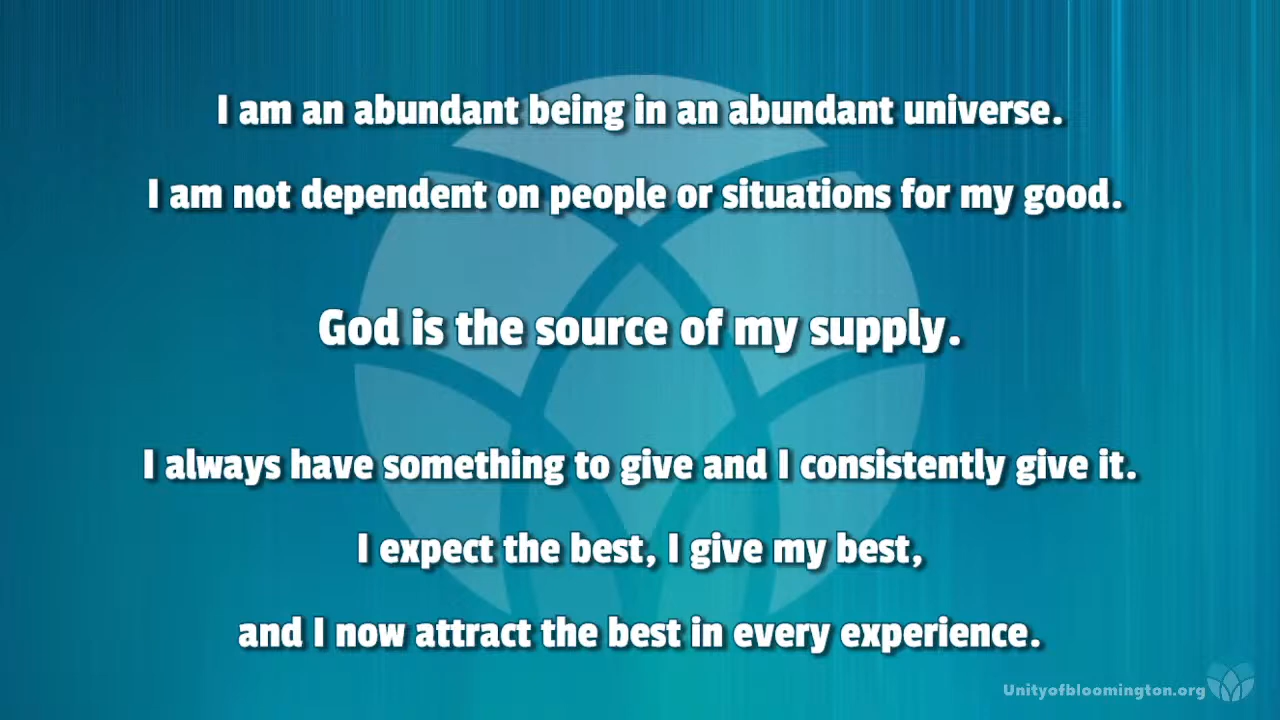 I am an abundant being in an abundant universe.
I am not dependent on people or situations for my good.
God is the source of my supply.
I always have something to give and I consistently give it.
I expect the best, I give my best,
and I now attract the best in every experience.
Unityofbloomington.org